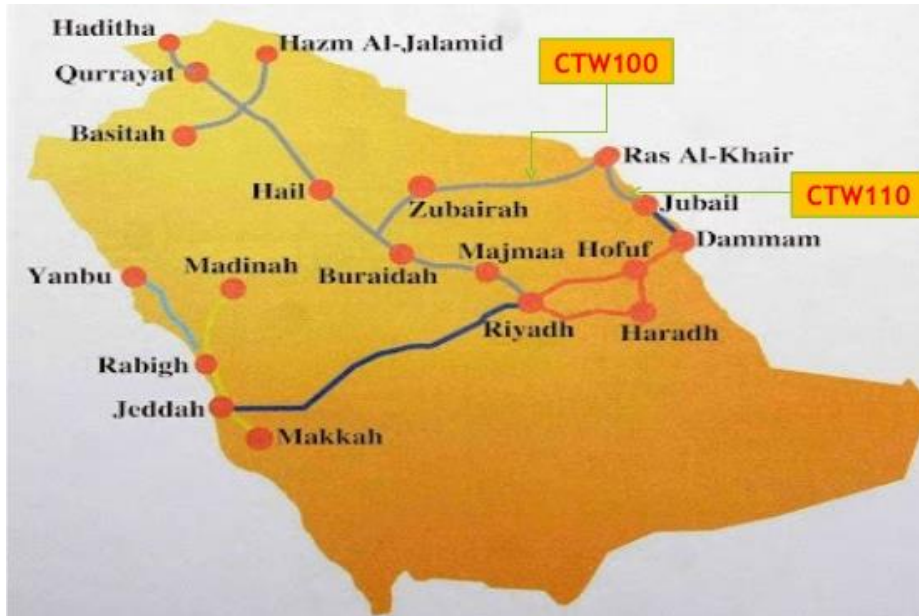 Haditha
Hazm Al-Jalamid
CTW100
Qurrayat
Basitah
Ras Al-Khair
Hail
Zubairah
Jubail
CTW110
Dammam
Yanbu
Madinah
Buraidah
Majmaa
Hofuf
Riyadh
Haradh
Rabigh
Jeddah
Makkah